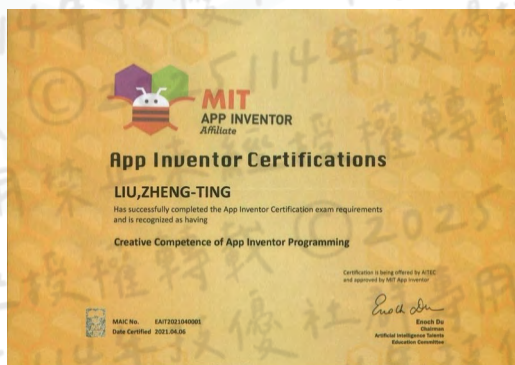 MIT
APP INVENTOR
Affiliate
App Inventor Certifications
LIU,ZHENG-TING
Has successfully completed the App Inventor Certification exam requirements
and is recognized as having
Creative Competence of App Inventor Programming
Certification is being offered by AITEC
and approved by MIT App Inventor
Enoch Du
Enoch Du
Chairman
Artificial Intelligence Talents
Education Committee
MAIC No. EAIT2021040001
Date Certified 2021.04.06